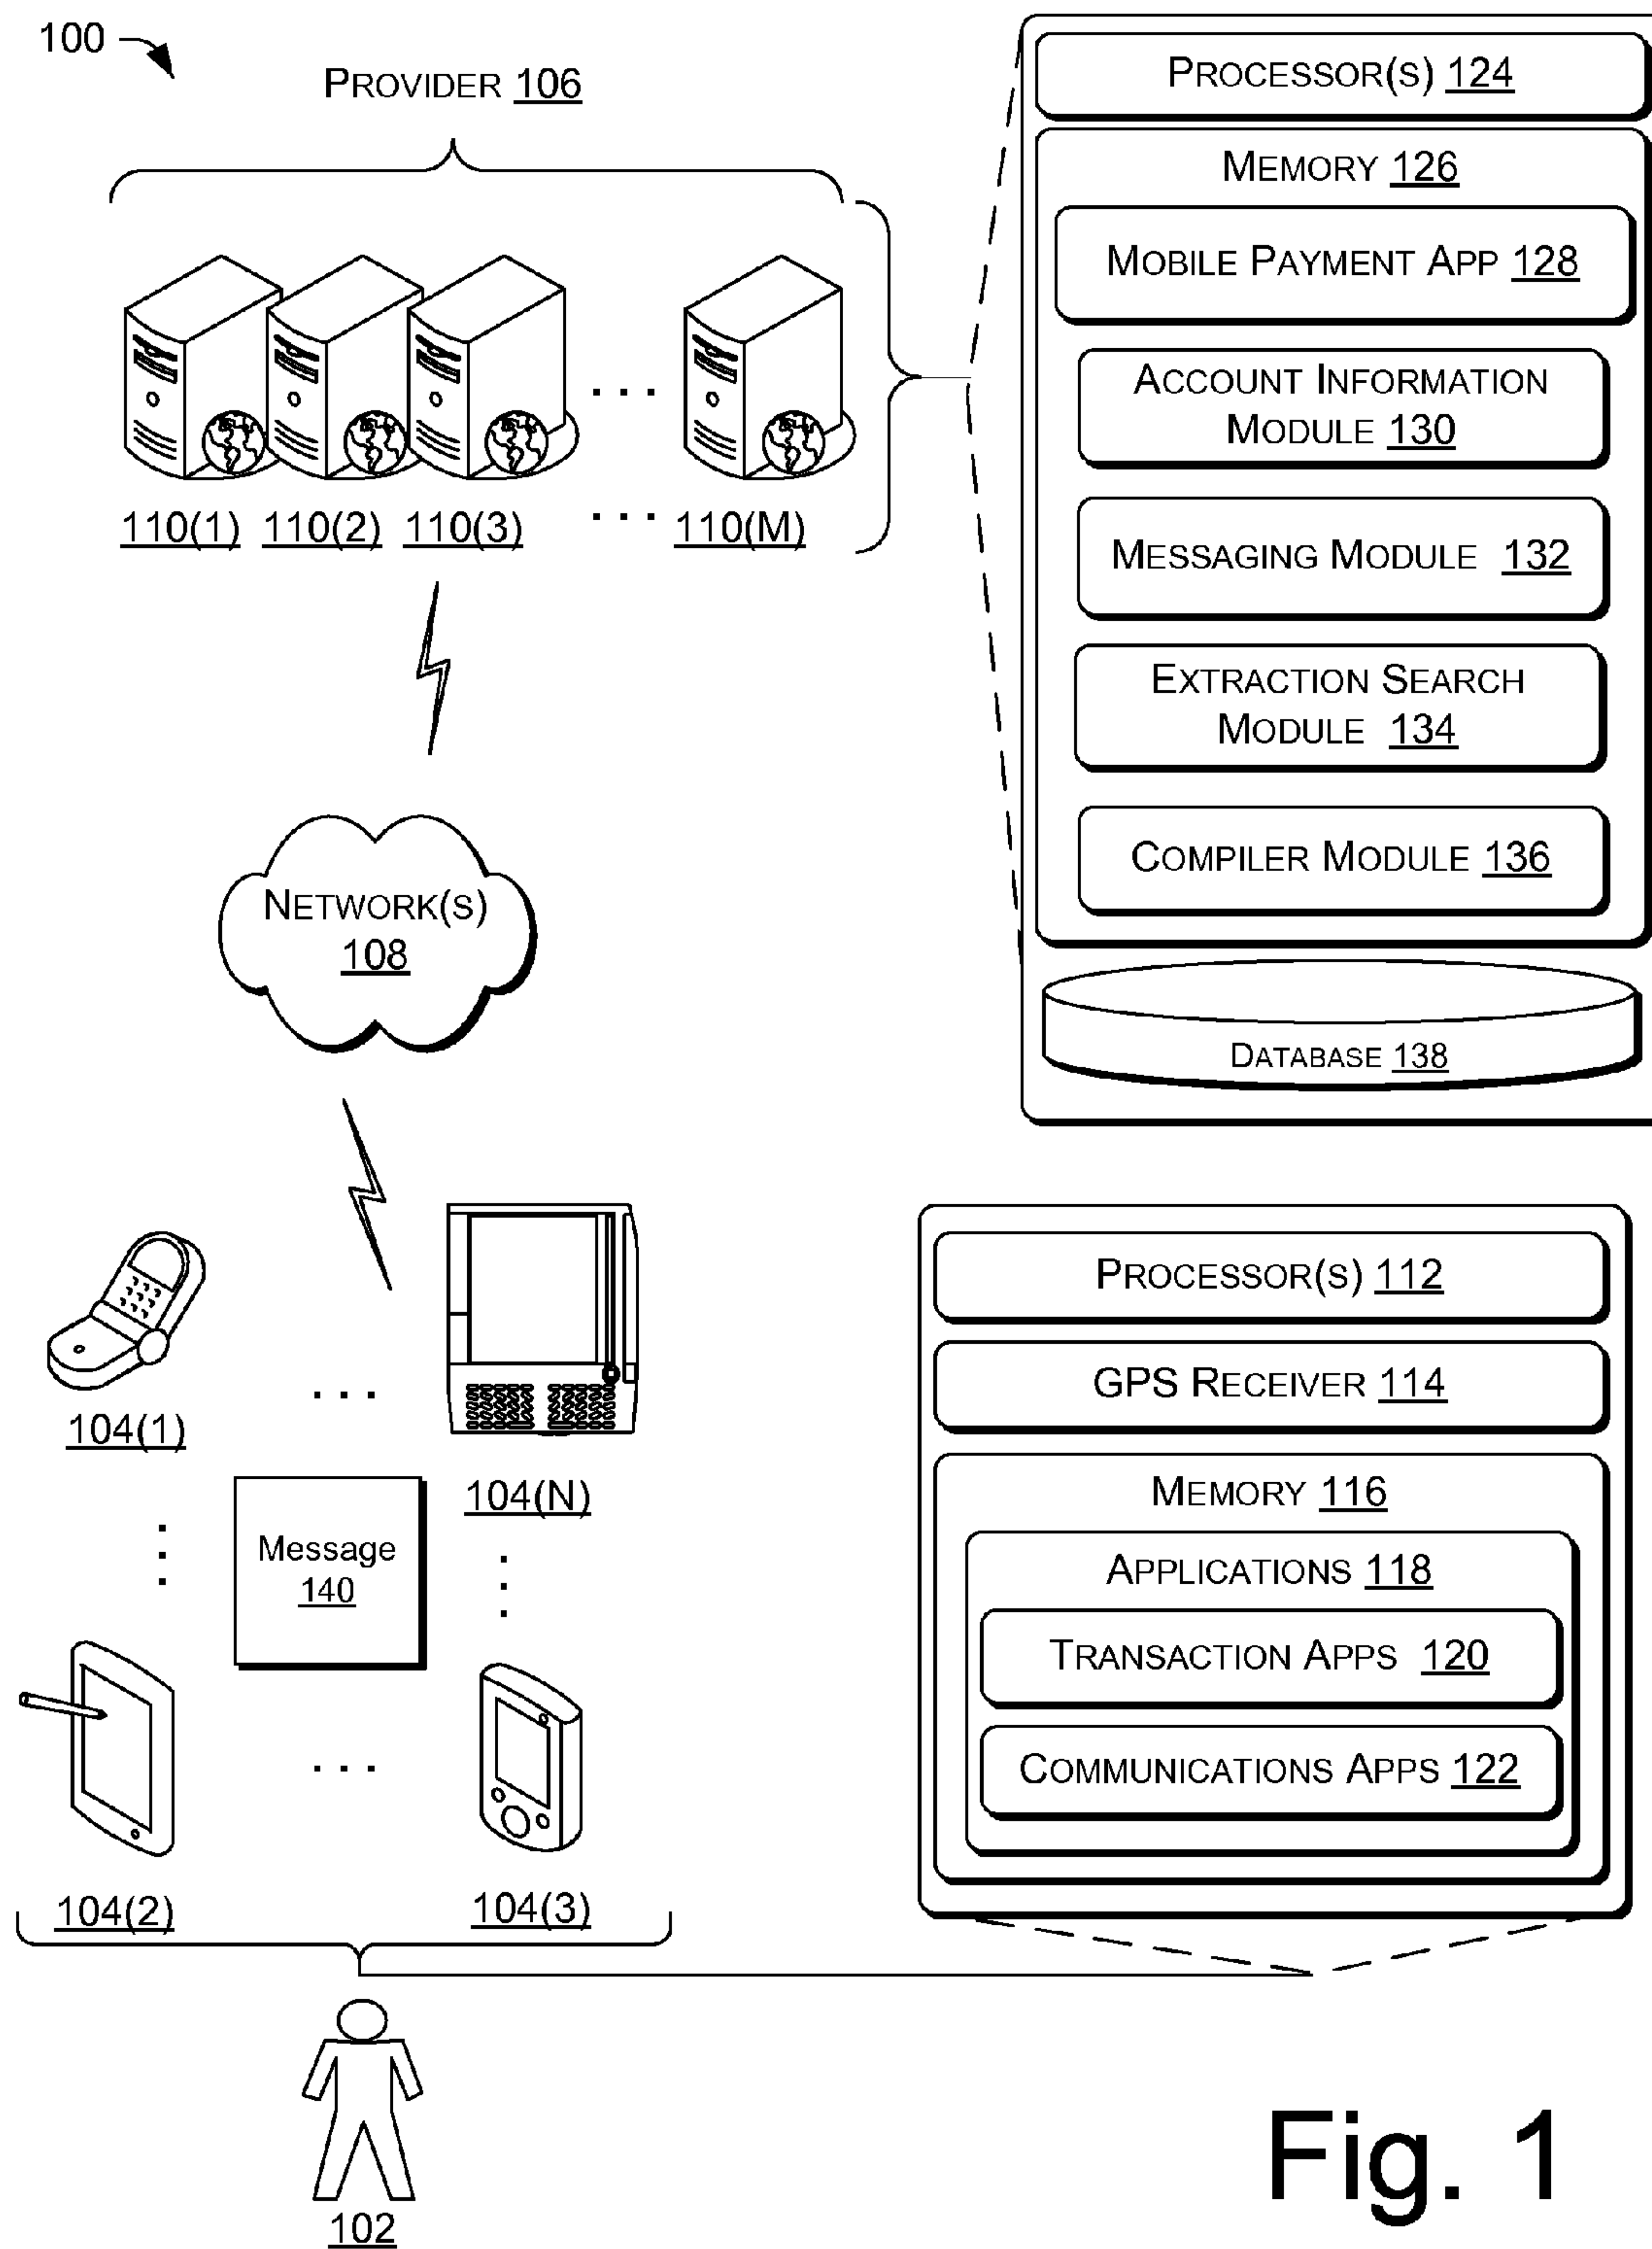 100
PROVIDER 106
110(1) 110(2) 110(3) . . . 110(M)
NETWORK(S)
108
PROCESSOR(S) 124
MEMORY 126
MOBILE PAYMENT APP 128
ACCOUNT INFORMATION
MODULE 130
MESSAGING MODULE 132
EXTRACTION SEARCH
MODULE 134
COMPILER MODULE 136
DATABASE 138
104(1)
104(N)
Message
140
104(2)
104(3)
102
PROCESSOR(S) 112
GPS RECEIVER 114
MEMORY 116
APPLICATIONS 118
TRANSACTION APPS 120
COMMUNICATIONS APPS 122
Fig. 1